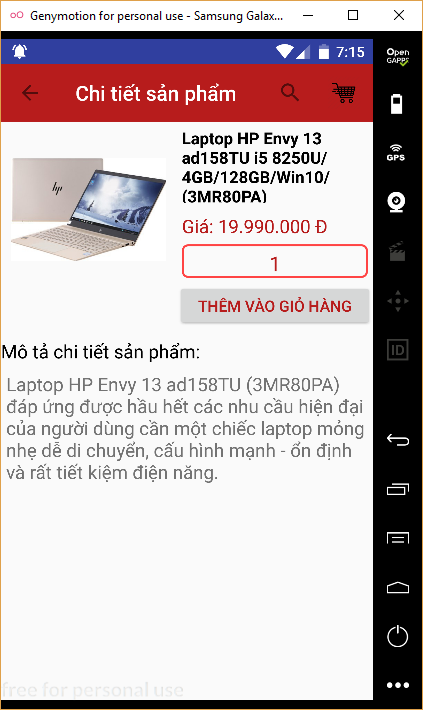 Genymotion for personal use - Samsung Galax...
7:15
Open
GAPPS
Chi tiết sản phẩm
GPS
Laptop HP Envy 13
ad158TU i5 8250U/
4GB/128GB/Win10/
(3MR80PA)
Giá: 19.990.000 Đ
1
THÊM VÀO GIỎ HÀNG
ID
Mô tả chi tiết sản phẩm:
Laptop HP Envy 13 ad158TU (3MR80PA)
đáp ứng được hầu hết các nhu cầu hiện đại
của người dùng cần một chiếc laptop mỏng
nhẹ dễ di chuyển, cấu hình mạnh - ổn định
và rất tiết kiệm điện năng.
free for personal use